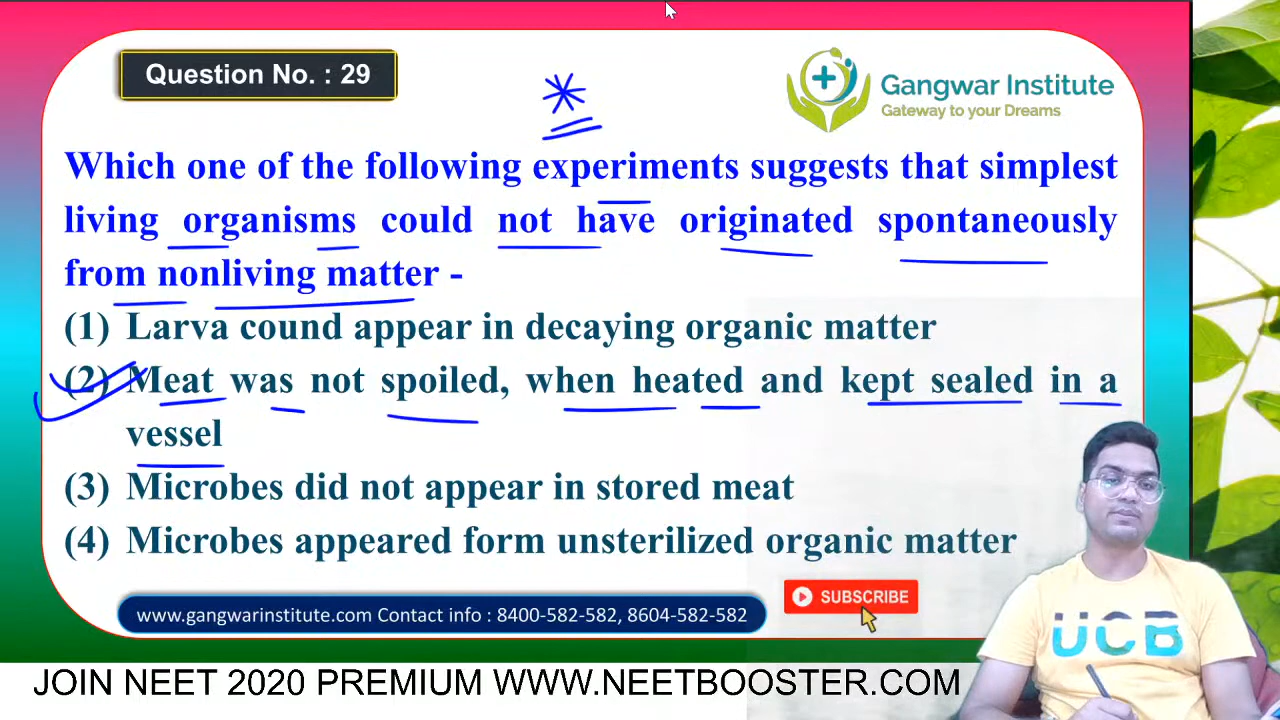 Question No. : 29
Gangwar Institute
Gateway to your Dreams
Which one of the following experiments suggests that simplest
living organisms could not have originated spontaneously
from nonliving matter -
(1) Larva cound appear in decaying organic matter
(2) Meat was not spoiled, when heated and kept sealed in a
vessel
(3) Microbes did not appear in stored meat
(4) Microbes appeared form unsterilized organic matter
www.gangwarinstitute.com Contact info : 8400-582-582, 8604-582-582
SUBSCRIBE
UCB
JOIN NEET 2020 PREMIUM WWW.NEETBOOSTER.COM